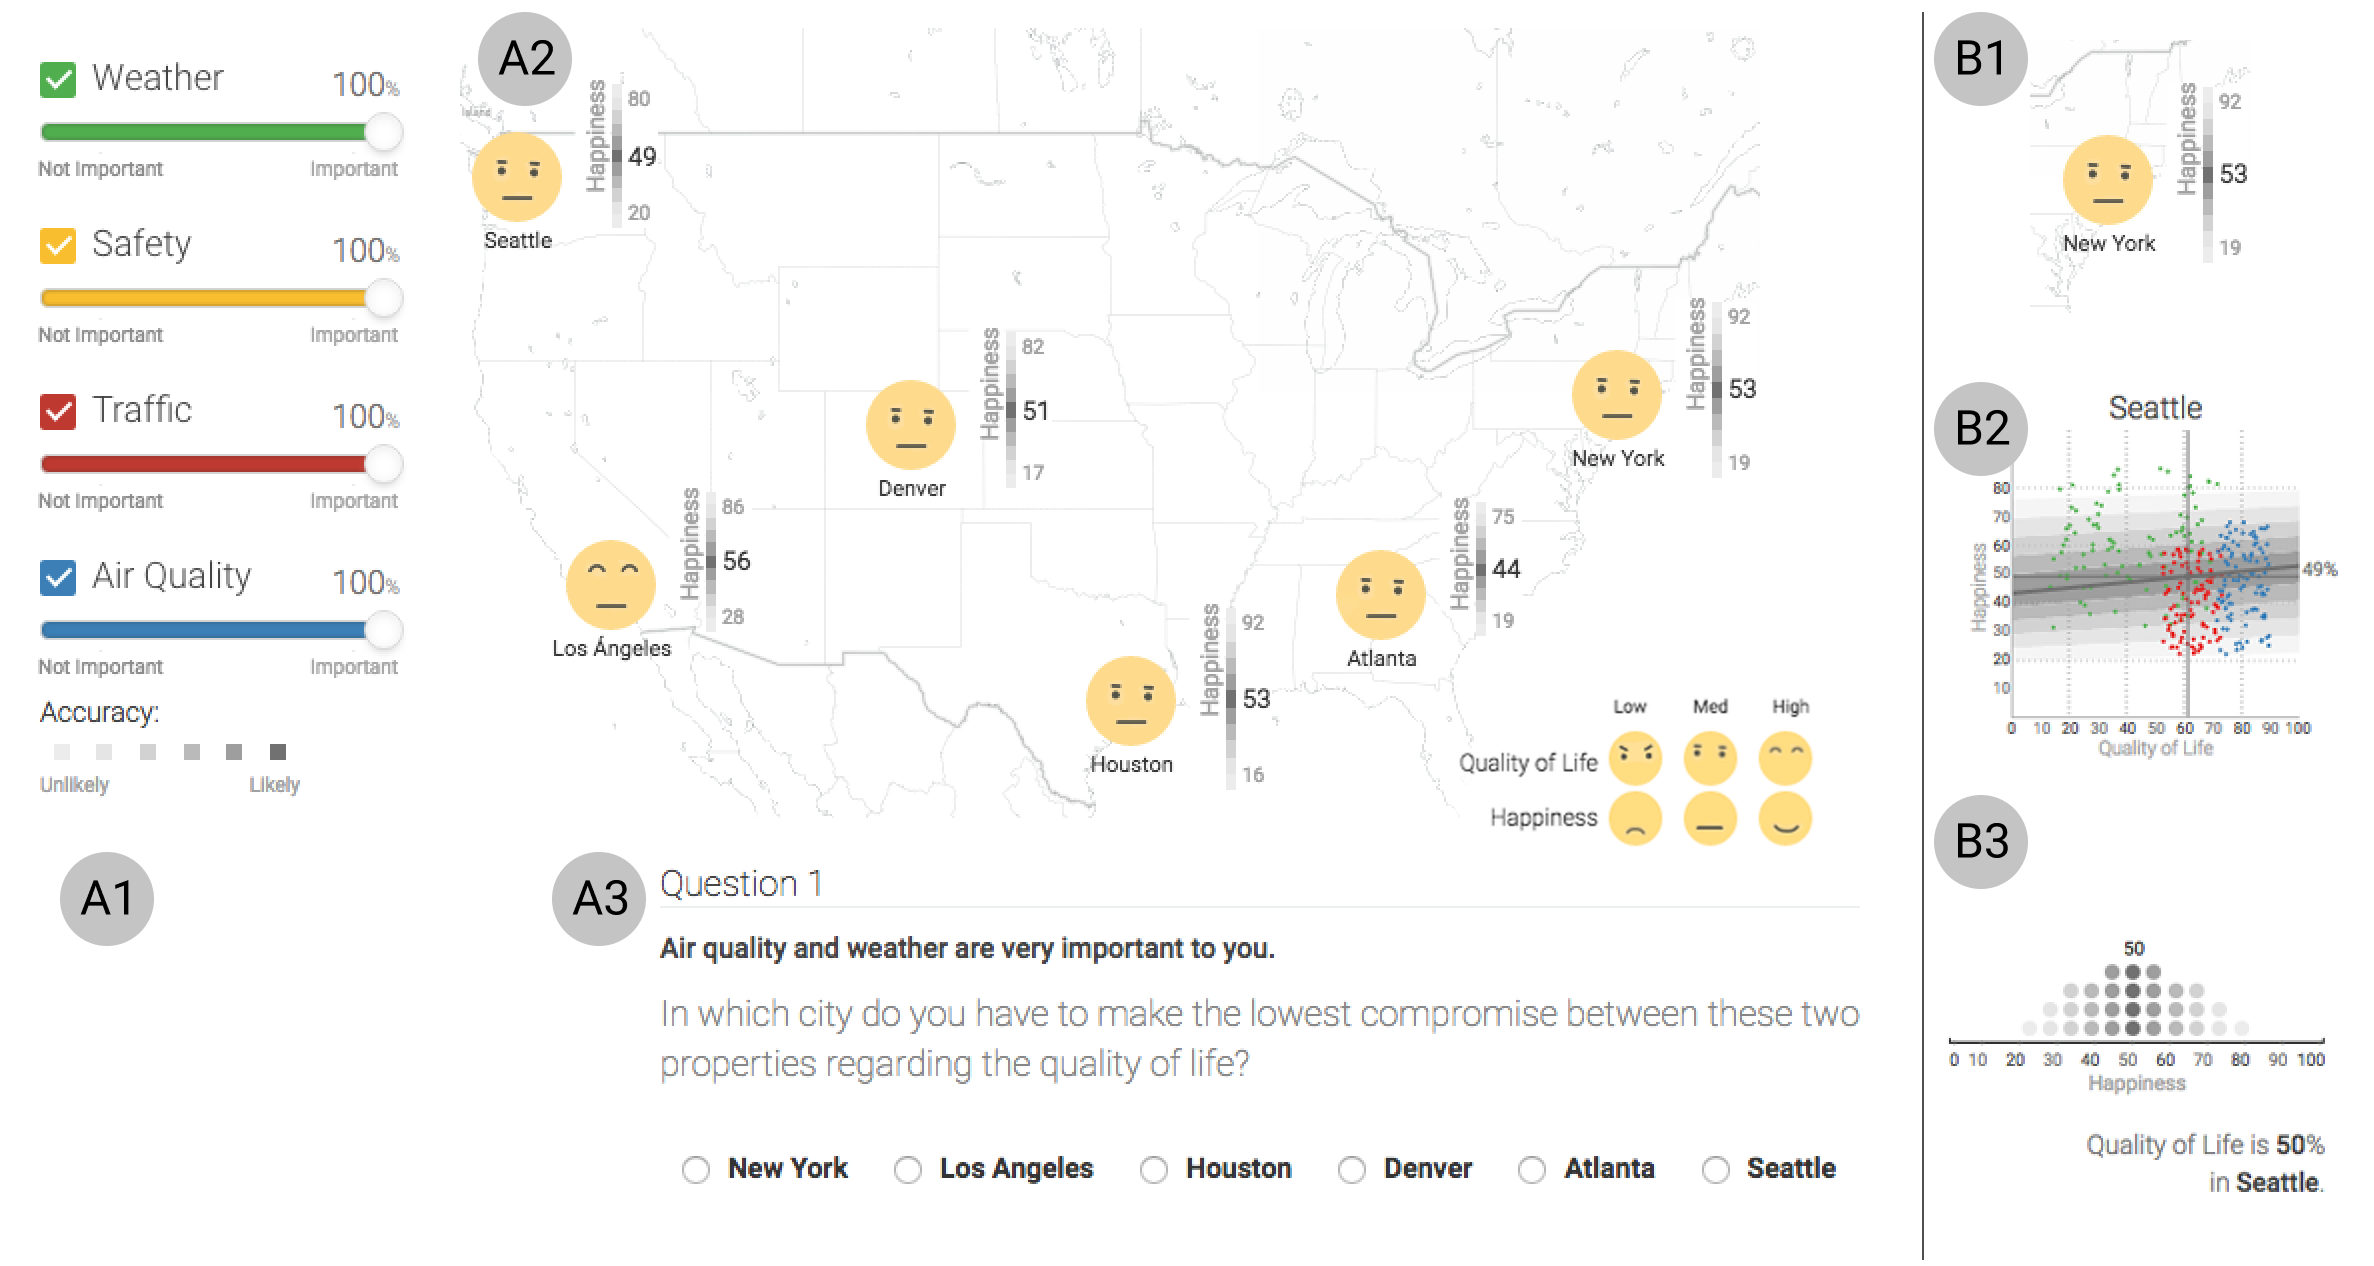 A1
Weather 100%
Not Important Important
Safety 100%
Not Important Important
Traffic 100%
Not Important Important
Air Quality 100%
Not Important Important
Accuracy:
Unlikely Likely
A2
Island
Happiness
80
49
20
Seattle
Happiness
82
51
17
Denver
Happiness
92
53
19
New York
Happiness
86
56
28
Los Ángeles
Happiness
75
44
19
Atlanta
Happiness
92
53
16
Houston
Low Med High
Quality of Life
Happiness
A3
Question 1
Air quality and weather are very important to you.
In which city do you have to make the lowest compromise between these two
properties regarding the quality of life?
New York Los Angeles Houston Denver Atlanta Seattle
B1
Happiness
92
53
19
New York
B2
Seattle
Happiness
80
70
60
50
40
30
20
10
49%
0 10 20 30 40 50 60 70 80 90 100
Quality of Life
B3
50
0 10 20 30 40 50 60 70 80 90 100
Happiness
Quality of Life is 50%
in Seattle.